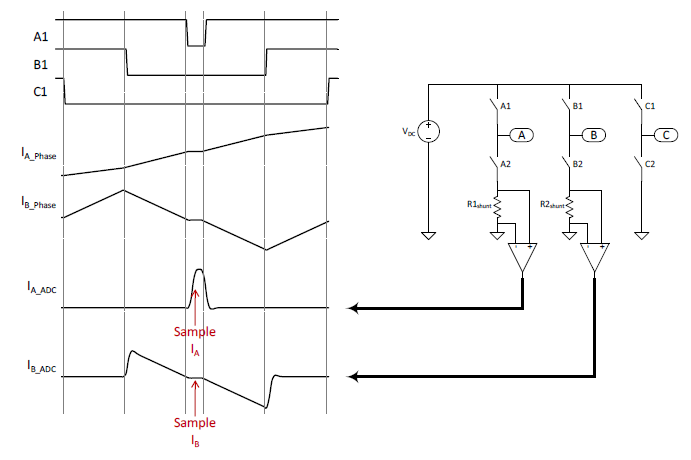 A1
B1
C1
I_A_Phase
I_B_Phase
I_A_ADC
Sample
I_A
I_B_ADC
Sample
I_B
V_DC
+
-
A1
B1
C1
A
B
C
A2
B2
C2
R1_shunt
R2_shunt
- +
- +